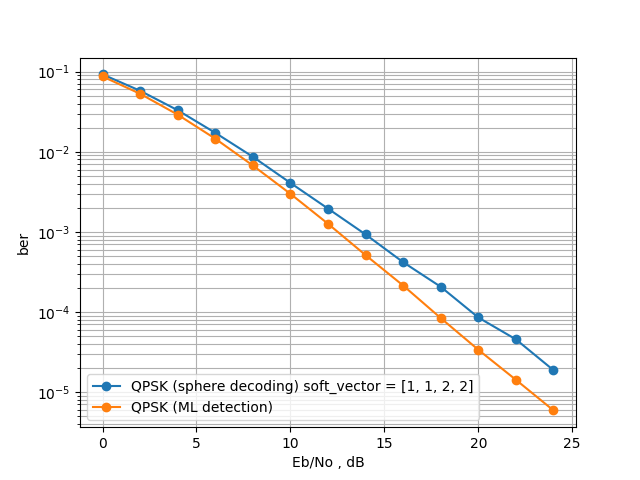 10⁻¹
10⁻²
10⁻³
10⁻⁴
10⁻⁵
ber
QPSK (sphere decoding) soft_vector = [1, 1, 2, 2]
QPSK (ML detection)
0 5 10 15 20 25
Eb/No , dB